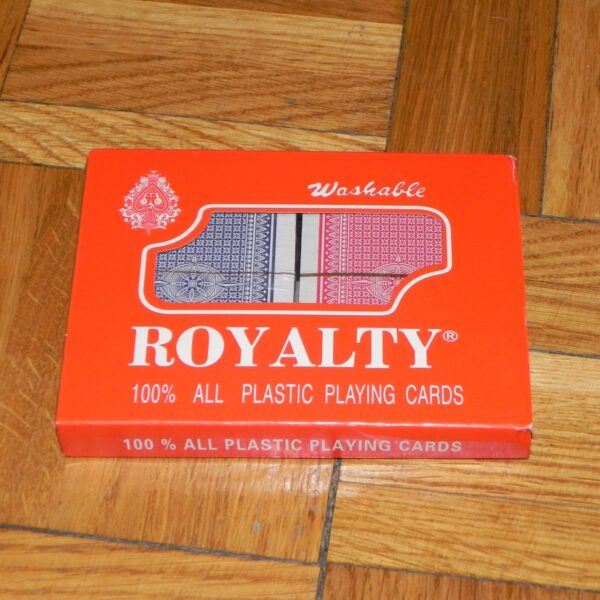 Washable
ROYALTY®
100% ALL PLASTIC PLAYING CARDS
100 % ALL PLASTIC PLAYING CARDS